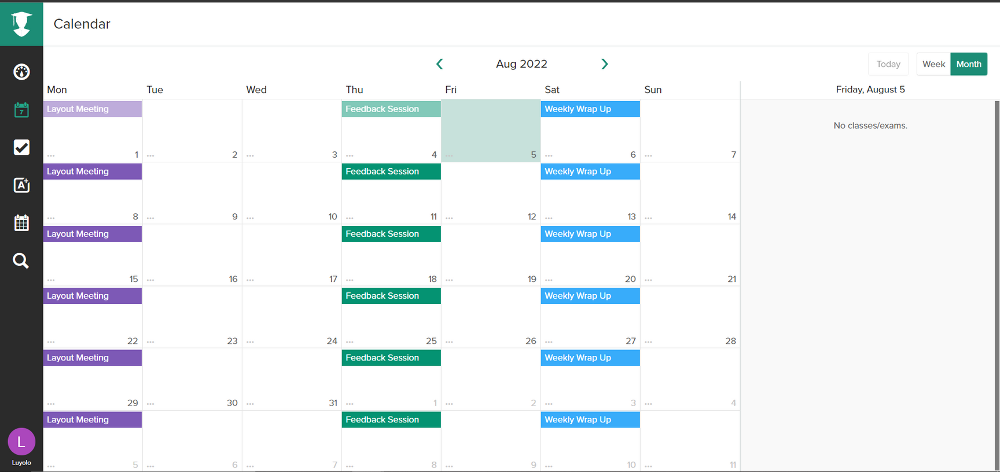 Calendar
Aug 2022
Today Week Month
Mon Tue Wed Thu Fri Sat Sun Friday, August 5
Layout Meeting Feedback Session Weekly Wrap Up
No classes/exams.
... 1 ... 2 ... 3 ... 4 ... 5 ... 6 ... 7
Layout Meeting Feedback Session Weekly Wrap Up
... 8 ... 9 ... 10 ... 11 ... 12 ... 13 ... 14
Layout Meeting Feedback Session Weekly Wrap Up
... 15 ... 16 ... 17 ... 18 ... 19 ... 20 ... 21
Layout Meeting Feedback Session Weekly Wrap Up
... 22 ... 23 ... 24 ... 25 ... 26 ... 27 ... 28
Layout Meeting Feedback Session Weekly Wrap Up
... 29 ... 30 ... 31 ... 1 ... 2 ... 3 ... 4
Layout Meeting Feedback Session Weekly Wrap Up
... 5 ... 6 ... 7 ... 8 ... 9 ... 10 ... 11
7
A+
L
Luyolo